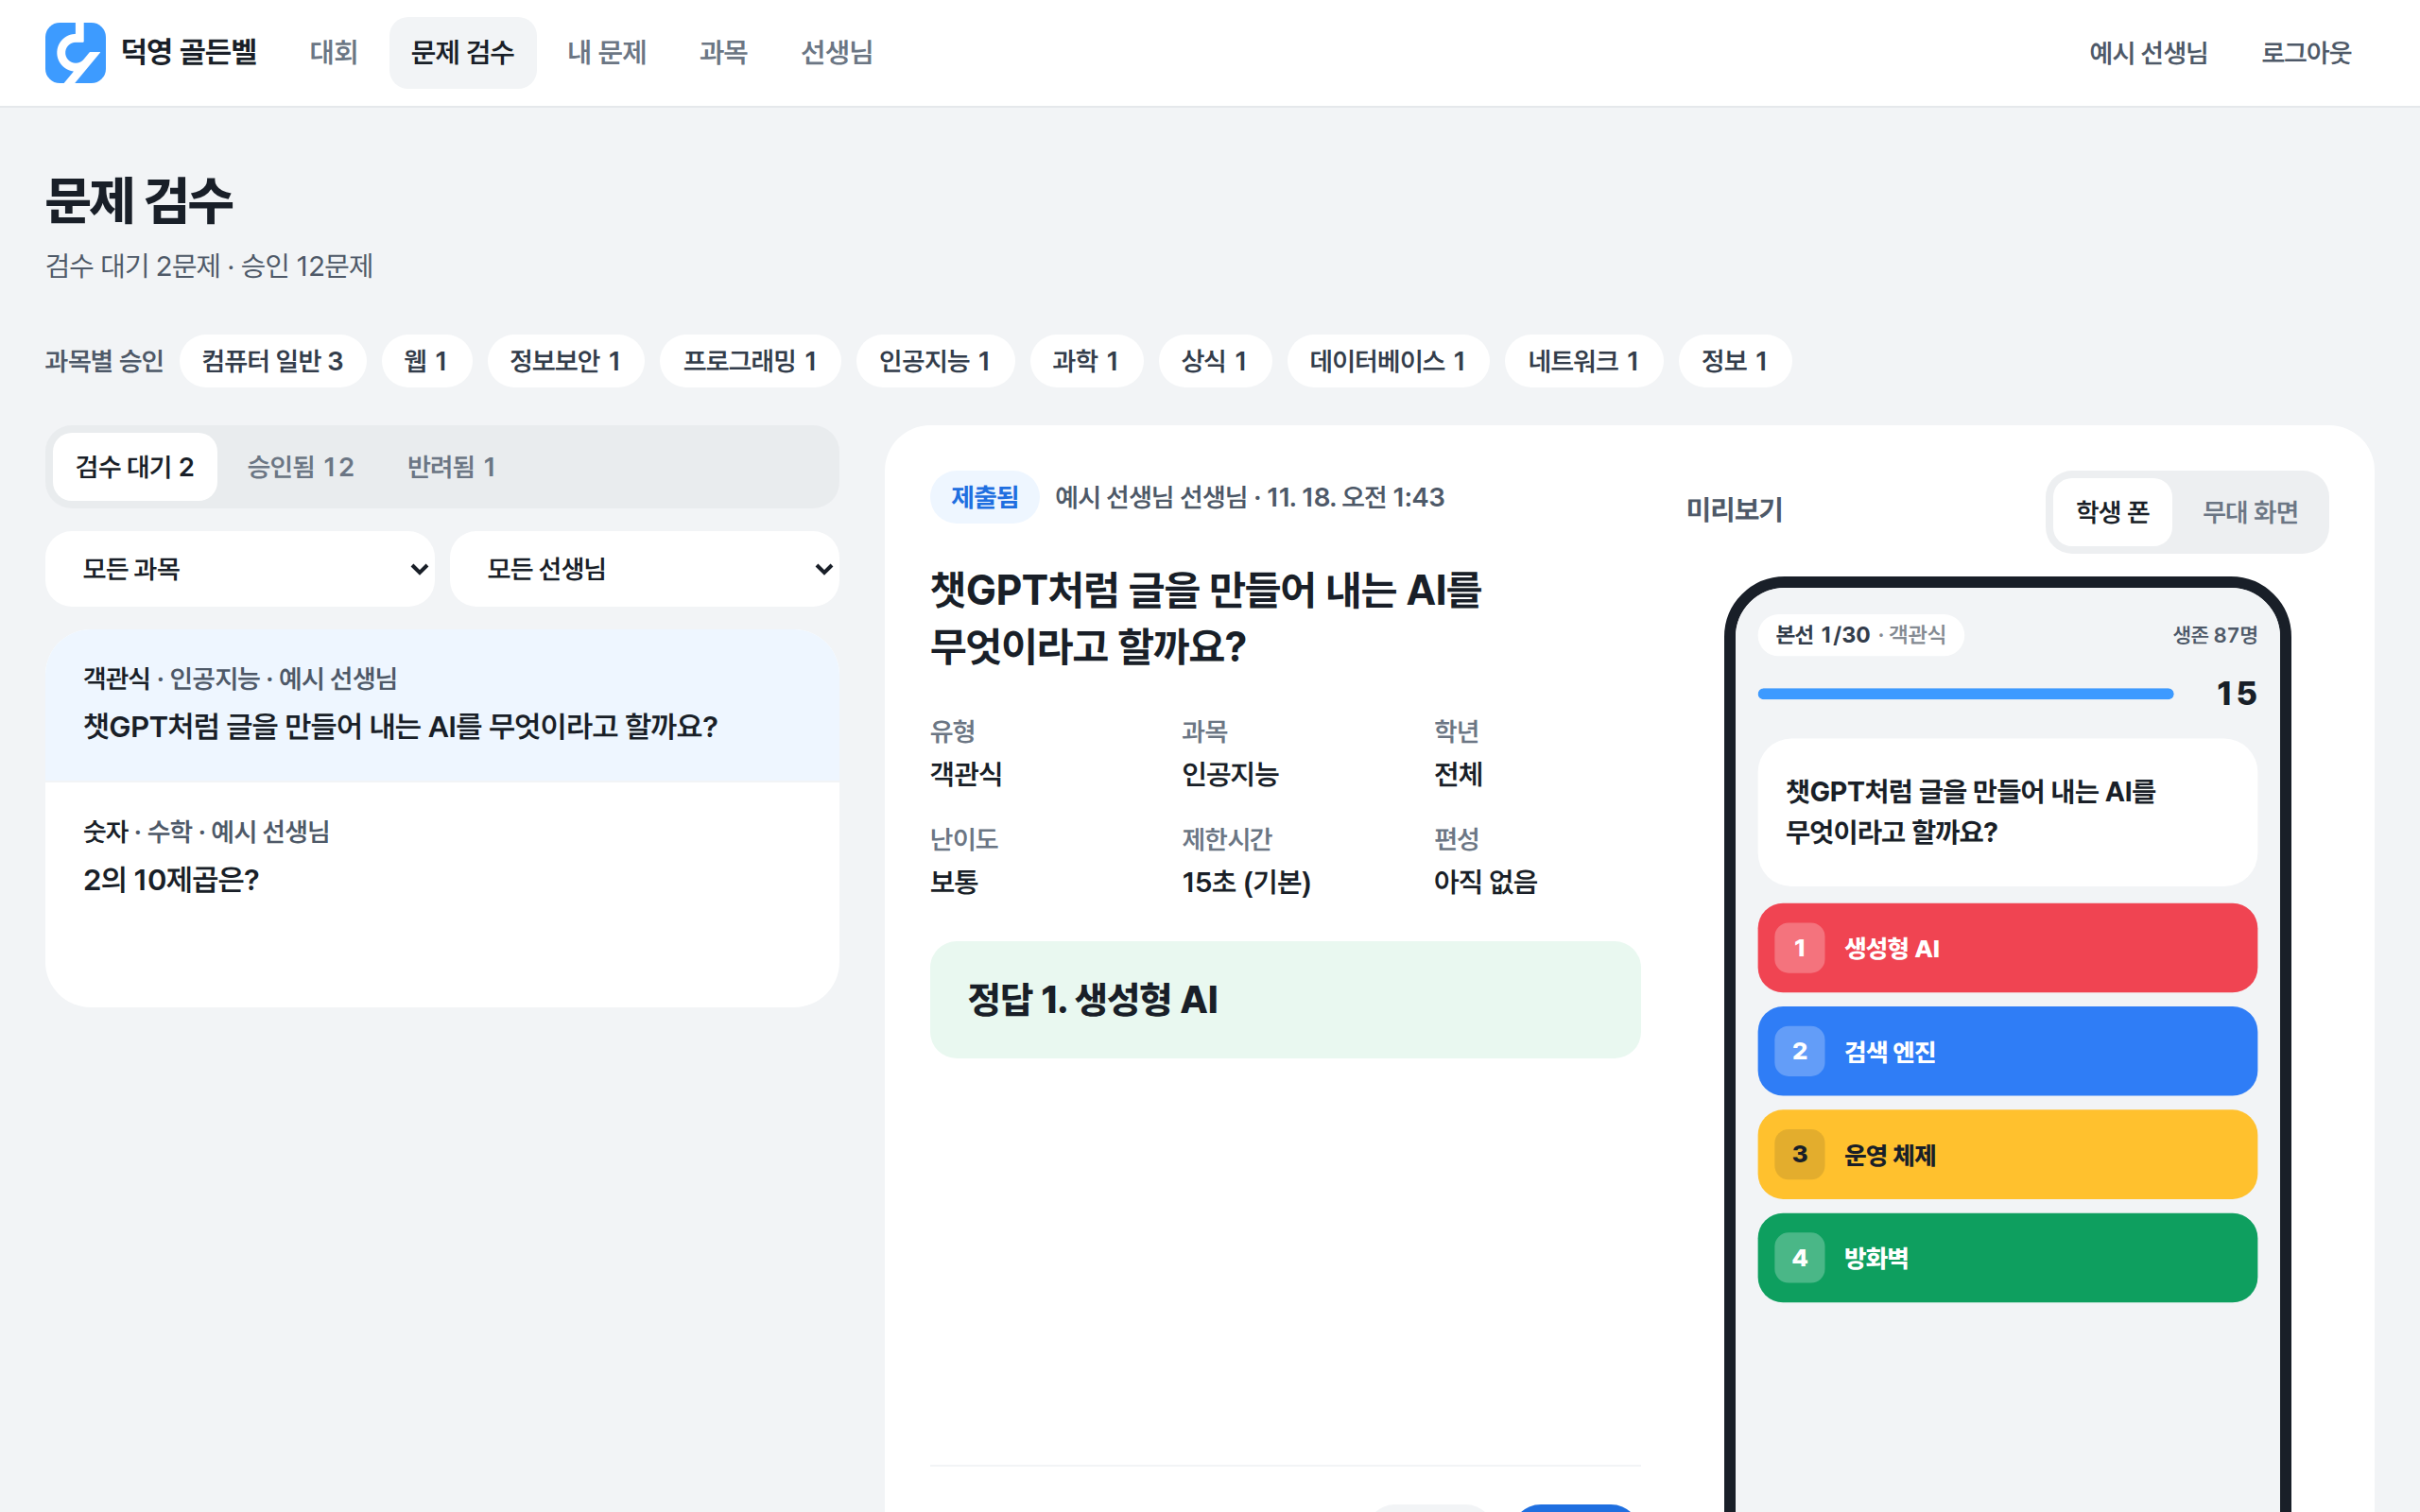 덕영 골든벨 대회 문제 검수 내 문제 과목 선생님 예시 선생님 로그아웃
문제 검수
검수 대기 2문제 · 승인 12문제
과목별 승인 컴퓨터 일반 3 웹 1 정보보안 1 프로그래밍 1 인공지능 1 과학 1 상식 1 데이터베이스 1 네트워크 1 정보 1
검수 대기 2 승인됨 12 반려됨 1
모든 과목 모든 선생님
객관식 · 인공지능 · 예시 선생님
챗GPT처럼 글을 만들어 내는 AI를 무엇이라고 할까요?
숫자 · 수학 · 예시 선생님
2의 10제곱은?
제출됨 예시 선생님 선생님 · 11. 18. 오전 1:43
챗GPT처럼 글을 만들어 내는 AI를
무엇이라고 할까요?
유형 과목 학년
객관식 인공지능 전체
난이도 제한시간 편성
보통 15초 (기본) 아직 없음
정답 1. 생성형 AI
미리보기 학생 폰 무대 화면
본선 1/30 · 객관식 생존 87명
15
챗GPT처럼 글을 만들어 내는 AI를
무엇이라고 할까요?
1 생성형 AI
2 검색 엔진
3 운영 체제
4 방화벽